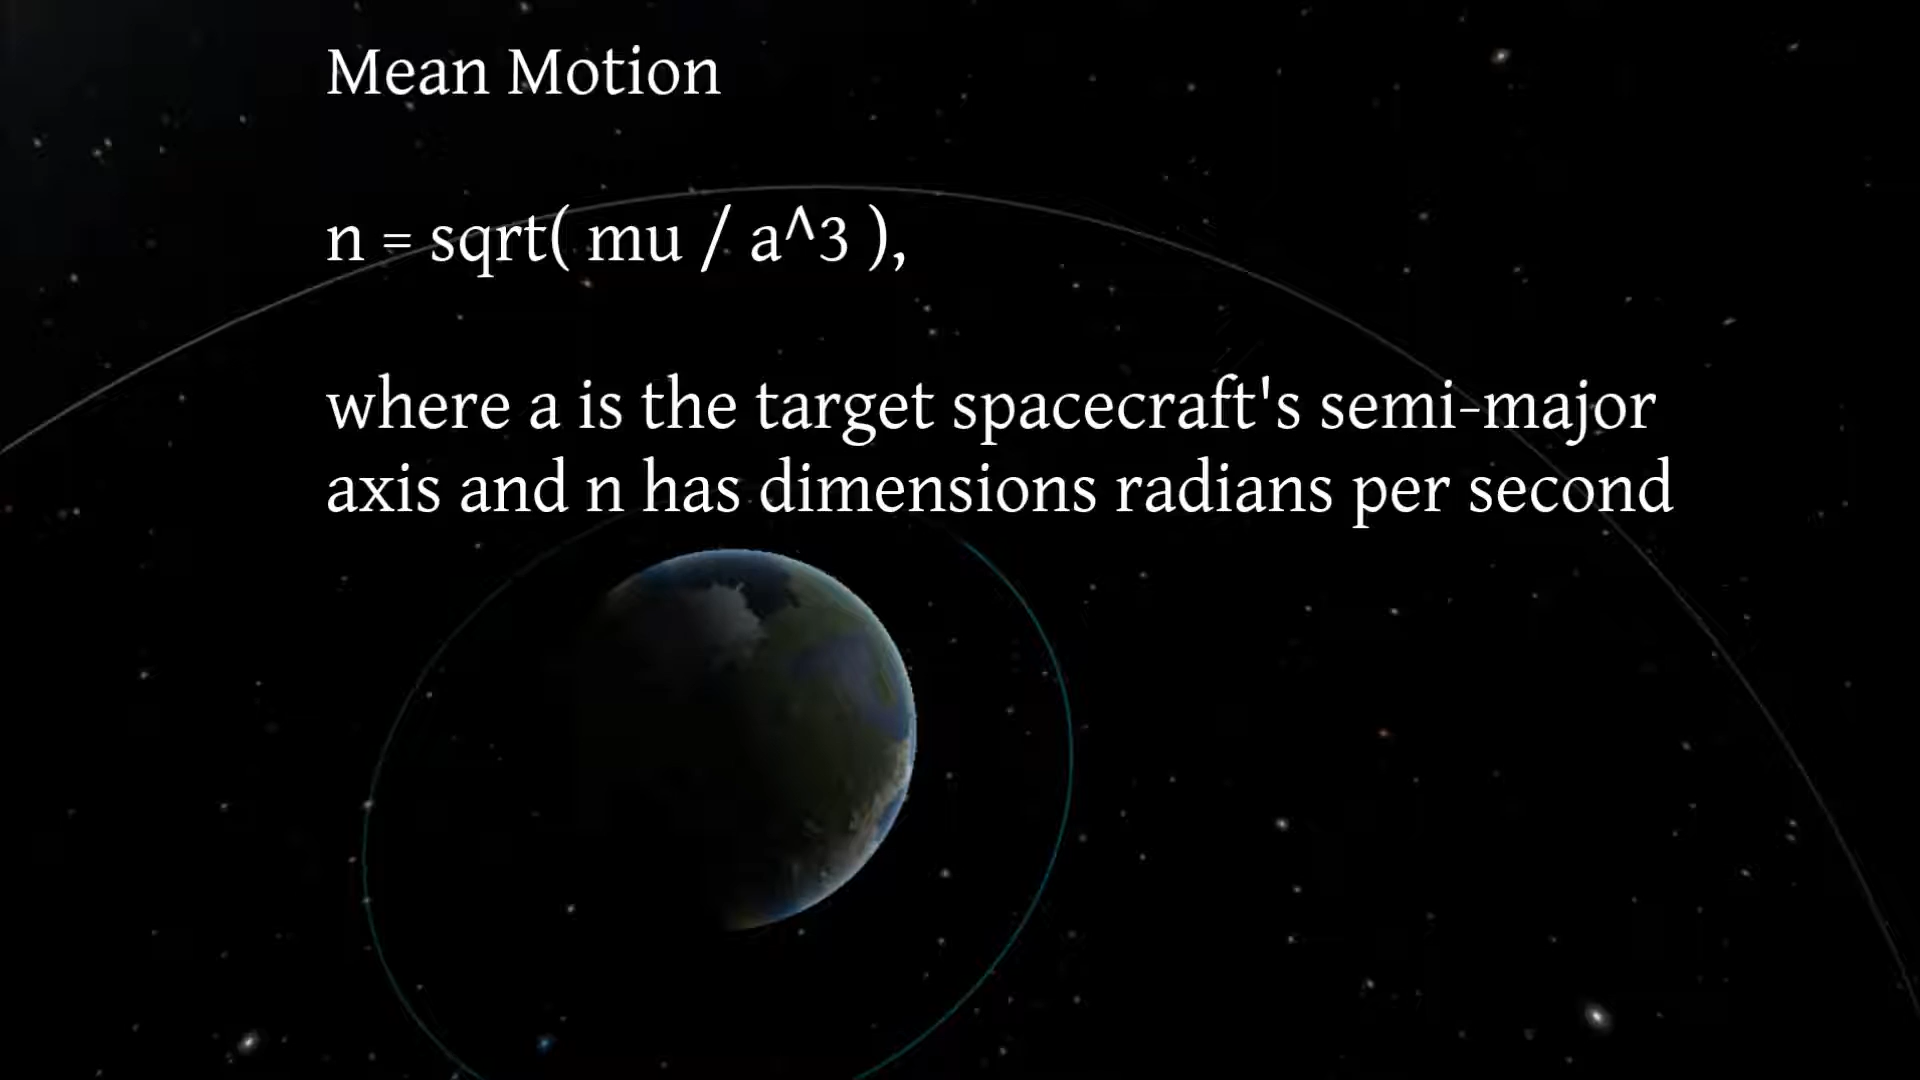 Mean Motion
n = sqrt( mu / a^3 ),
where a is the target spacecraft's semi-major
axis and n has dimensions radians per second